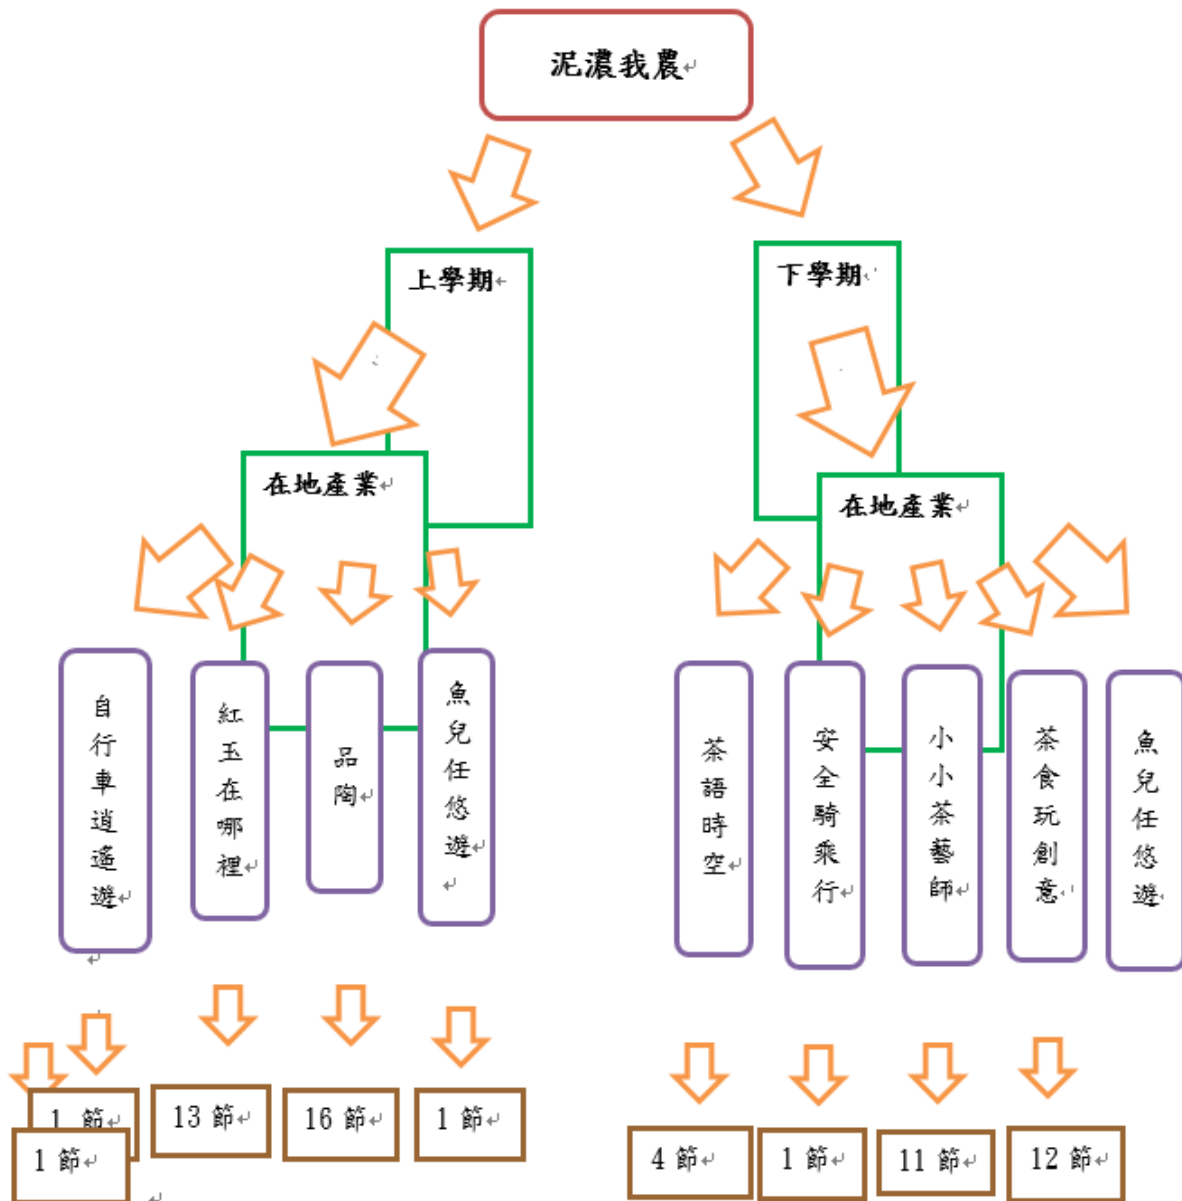 泥濃我農
上學期
下學期
在地產業
在地產業
自行車逍遙遊
紅玉在哪裡
品陶
魚兒任悠遊
茶語時空
安全騎乘行
小小茶藝師
茶食玩創意
魚兒任悠遊
1 節
13 節
16 節
1 節
1 節
4 節
1 節
11 節
12 節